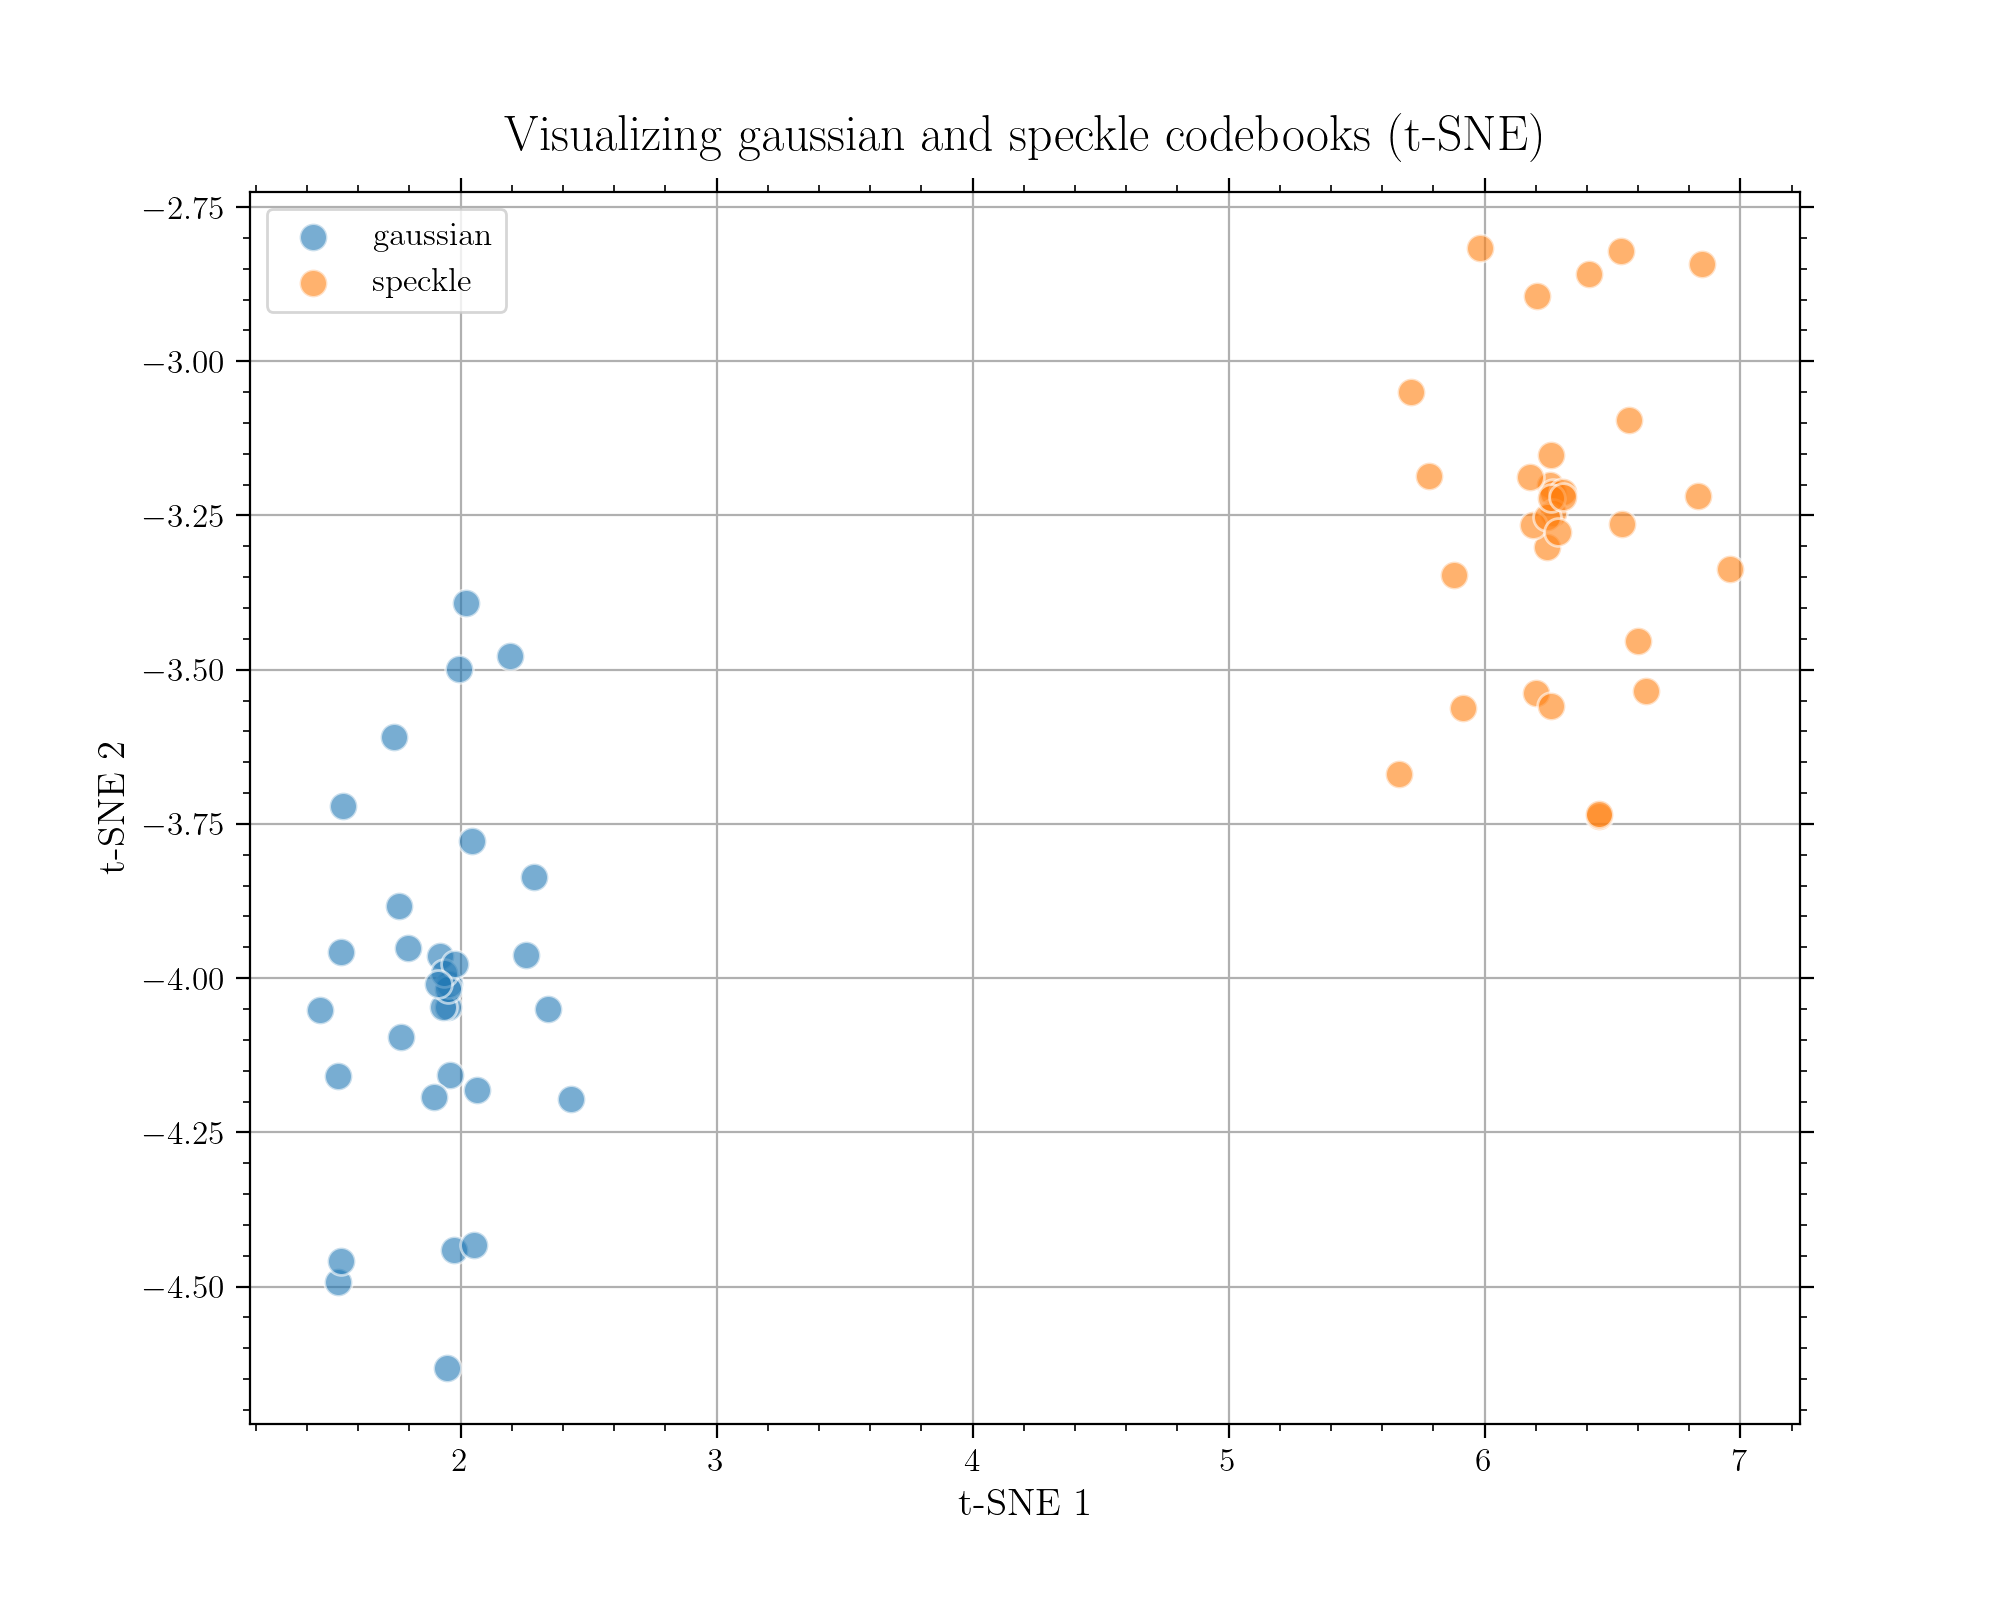 Visualizing gaussian and speckle codebooks (t-SNE)
gaussian
speckle
−2.75
−3.00
−3.25
−3.50
−3.75
−4.00
−4.25
−4.50
t-SNE 2
2 3 4 5 6 7
t-SNE 1